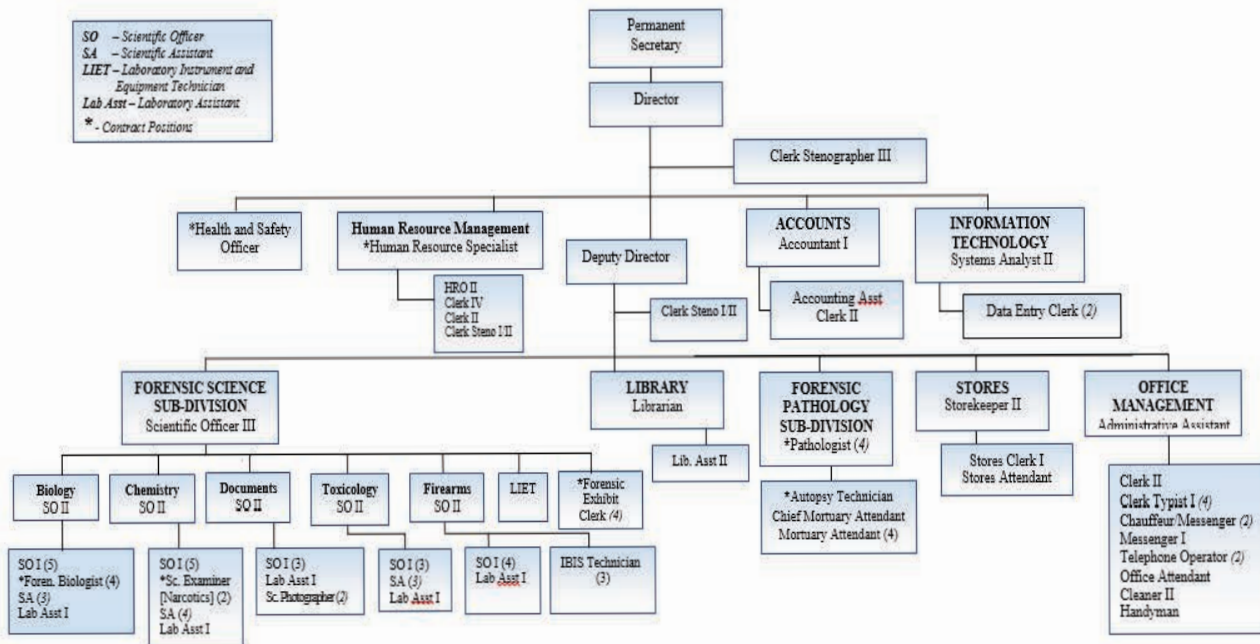 SO – Scientific Officer
SA – Scientific Assistant
LIET – Laboratory Instrument and
Equipment Technician
Lab Asst – Laboratory Assistant
* - Contract Positions
Permanent
Secretary
Director
Clerk Stenographer III
*Health and Safety
Officer
Human Resource Management
*Human Resource Specialist
HRO II
Clerk IV
Clerk II
Clerk Steno I/II
Deputy Director
Clerk Steno I/II
ACCOUNTS
Accountant I
Accounting Asst
Clerk II
INFORMATION
TECHNOLOGY
Systems Analyst II
Data Entry Clerk (2)
FORENSIC SCIENCE
SUB-DIVISION
Scientific Officer III
LIBRARY
Librarian
Lib. Asst II
FORENSIC
PATHOLOGY
SUB-DIVISION
*Pathologist (4)
*Autopsy Technician
Chief Mortuary Attendant
Mortuary Attendant (4)
STORES
Storekeeper II
Stores Clerk I
Stores Attendant
OFFICE
MANAGEMENT
Administrative Assistant
Clerk II
Clerk Typist I (4)
Chauffeur/Messenger (2)
Messenger I
Telephone Operator (2)
Office Attendant
Cleaner II
Handyman
Biology
SO II
Chemistry
SO II
Documents
SO II
Toxicology
SO II
Firearms
SO II
LIET
*Forensic
Exhibit
Clerk (4)
SO I (5)
*Foren. Biologist (4)
SA (3)
Lab Asst I
SO I (5)
*Sc. Examiner
[Narcotics] (2)
SA (4)
Lab Asst I
SO I (3)
Lab Asst I
Sc. Photographer (2)
SO I (3)
SA (3)
Lab Asst I
SO I (4)
Lab Asst I
IBIS Technician
(3)